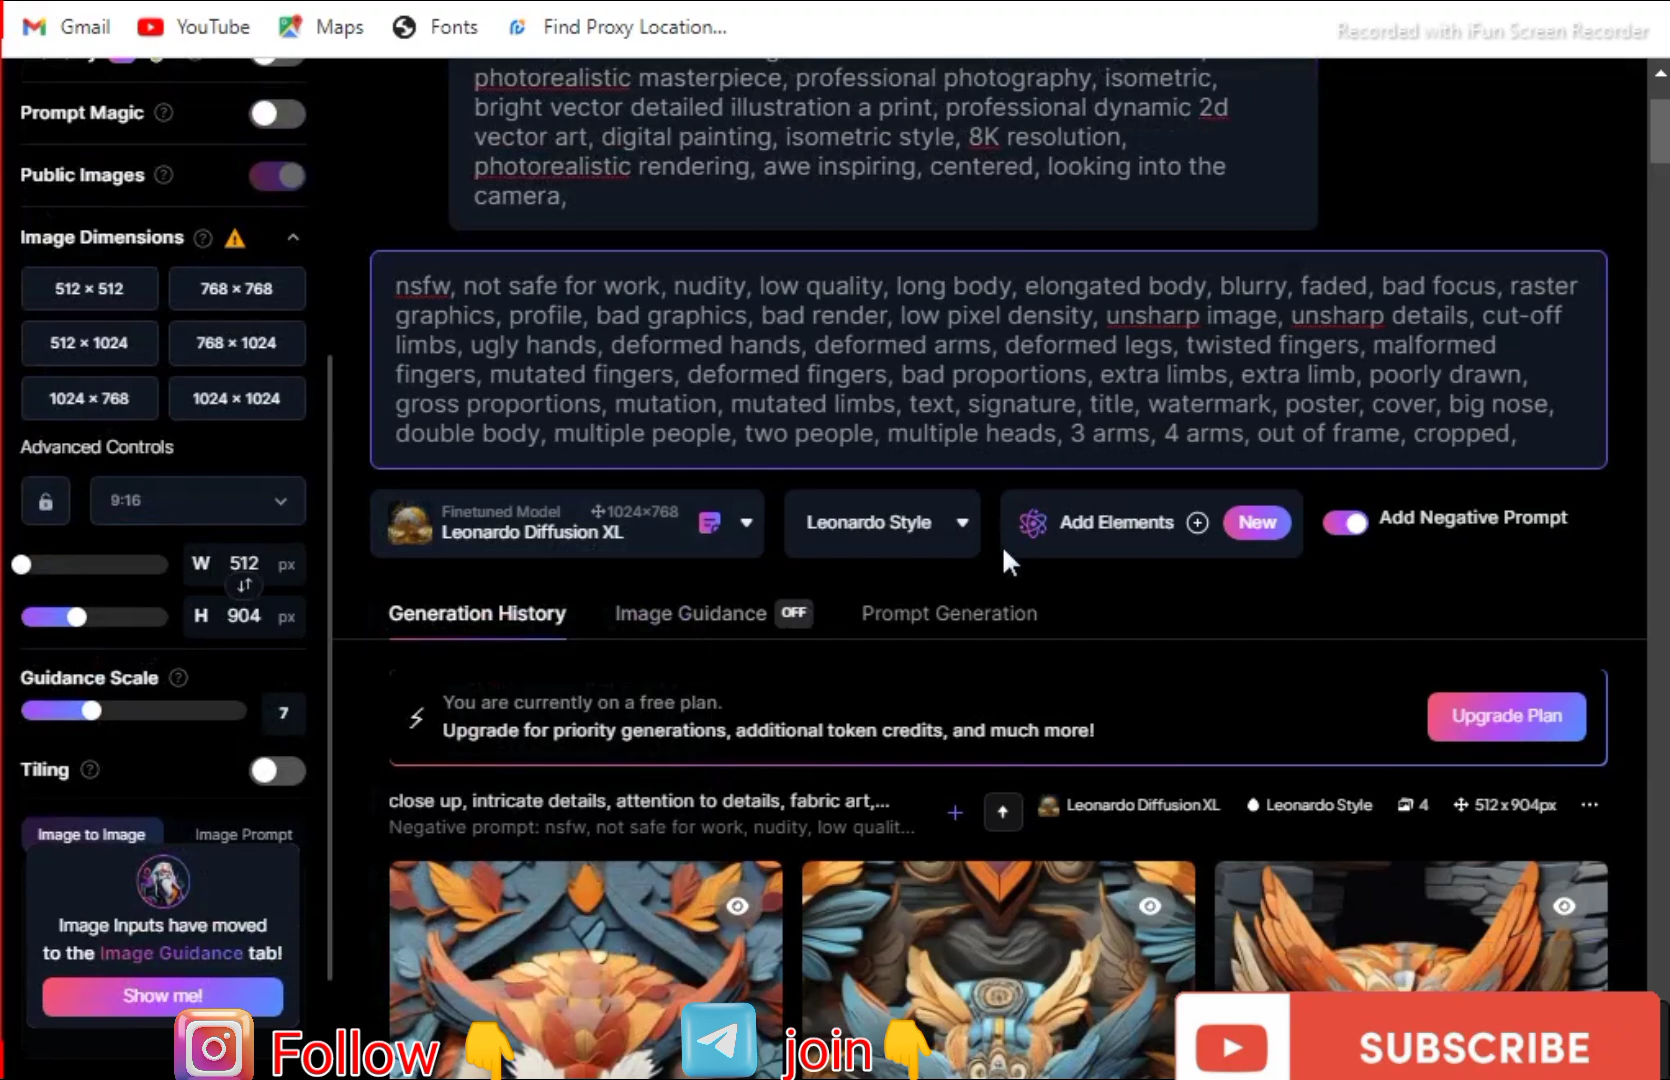 Gmail
YouTube
Maps
Fonts
Find Proxy Location...
Recorded with iFun Screen Recorder
Prompt Magic
Public Images
Image Dimensions
512 × 512
768 × 768
512 × 1024
768 × 1024
1024 × 768
1024 × 1024
Advanced Controls
9:16
W 512 px
H 904 px
Guidance Scale
7
Tiling
Image to Image
Image Prompt
Image Inputs have moved
to the Image Guidance tab!
Show me!
photorealistic masterpiece, professional photography, isometric,
bright vector detailed illustration a print, professional dynamic 2d
vector art, digital painting, isometric style, 8K resolution,
photorealistic rendering, awe inspiring, centered, looking into the
camera,
nsfw, not safe for work, nudity, low quality, long body, elongated body, blurry, faded, bad focus, raster
graphics, profile, bad graphics, bad render, low pixel density, unsharp image, unsharp details, cut-off
limbs, ugly hands, deformed hands, deformed arms, deformed legs, twisted fingers, malformed
fingers, mutated fingers, deformed fingers, bad proportions, extra limbs, extra limb, poorly drawn,
gross proportions, mutation, mutated limbs, text, signature, title, watermark, poster, cover, big nose,
double body, multiple people, two people, multiple heads, 3 arms, 4 arms, out of frame, cropped,
Finetuned Model
1024×768
Leonardo Diffusion XL
Leonardo Style
Add Elements
New
Add Negative Prompt
Generation History
Image Guidance OFF
Prompt Generation
You are currently on a free plan.
Upgrade for priority generations, additional token credits, and much more!
Upgrade Plan
close up, intricate details, attention to details, fabric art,...
Negative prompt: nsfw, not safe for work, nudity, low qualit...
Leonardo Diffusion XL
Leonardo Style
4
512x904px
Follow
join
SUBSCRIBE